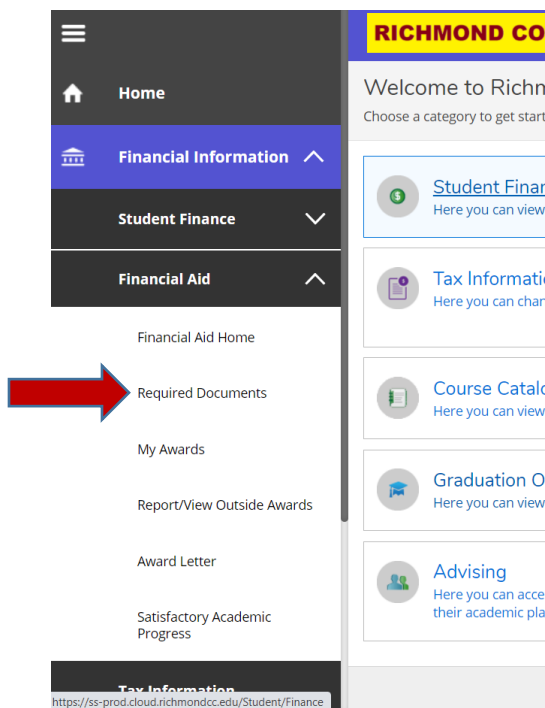 RICHMOND CO
Home
Welcome to Richm
Choose a category to get start
Financial Information
Student Finance
Student Finan
Here you can view
Financial Aid
Tax Informati
Here you can chan
Financial Aid Home
Required Documents
Course Catalo
Here you can view
My Awards
Graduation O
Here you can view
Report/View Outside Awards
Award Letter
Advising
Here you can acce
their academic pla
Satisfactory Academic
Progress
Tax Information
https://ss-prod.cloud.richmondcc.edu/Student/Finance